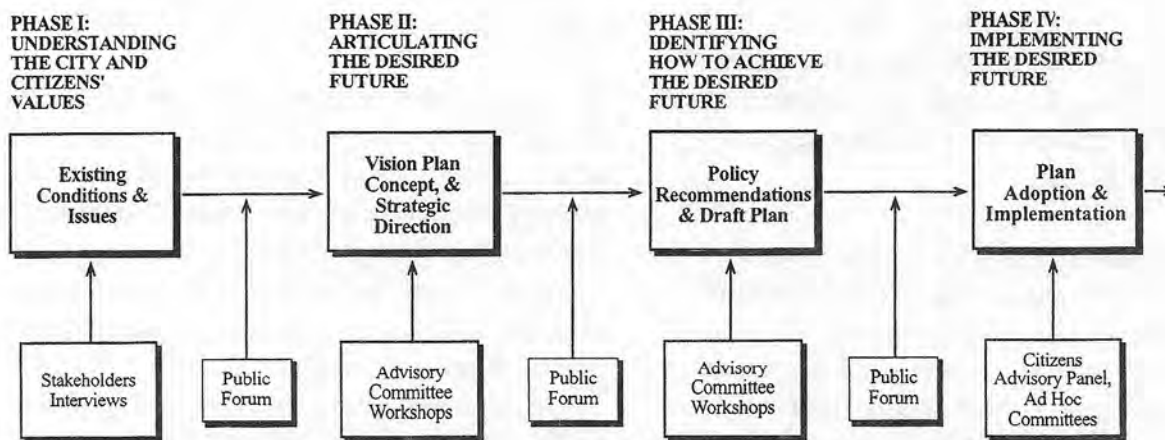 PHASE I:
UNDERSTANDING
THE CITY AND
CITIZENS'
VALUES
PHASE II:
ARTICULATING
THE DESIRED
FUTURE
PHASE III:
IDENTIFYING
HOW TO ACHIEVE
THE DESIRED
FUTURE
PHASE IV:
IMPLEMENTING
THE DESIRED
FUTURE
Existing
Conditions &
Issues
Vision Plan
Concept, &
Strategic
Direction
Policy
Recommendations
& Draft Plan
Plan
Adoption &
Implementation
Stakeholders
Interviews
Public
Forum
Advisory
Committee
Workshops
Public
Forum
Advisory
Committee
Workshops
Public
Forum
Citizens
Advisory Panel,
Ad Hoc
Committees